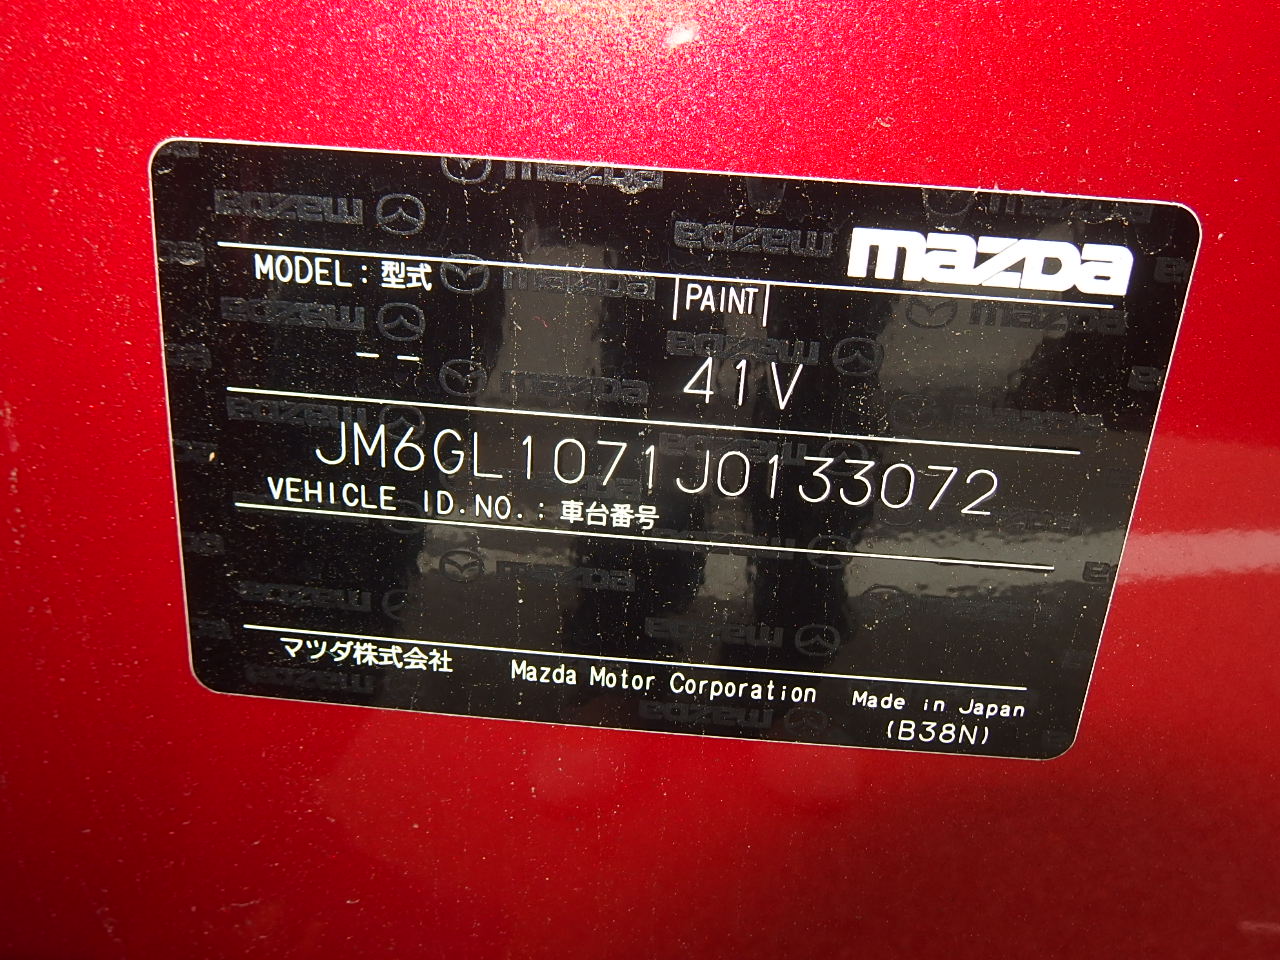 mazda
MODEL : 型式
PAINT
-- 41V
JM6GL1071J0133072
VEHICLE ID.NO. : 車台番号
マツダ株式会社 Mazda Motor Corporation Made in Japan
(B38N)